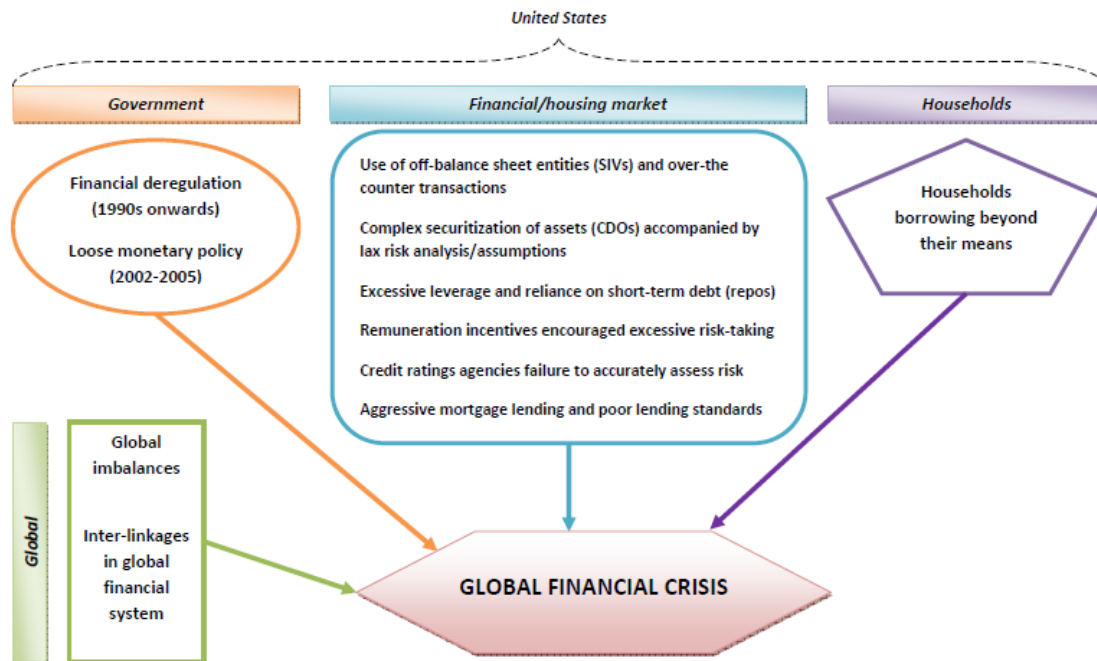 United States
Government
Financial/housing market
Households
Financial deregulation
(1990s onwards)
Loose monetary policy
(2002-2005)
Use of off-balance sheet entities (SIVs) and over-the
counter transactions
Complex securitization of assets (CDOs) accompanied by
lax risk analysis/assumptions
Excessive leverage and reliance on short-term debt (repos)
Remuneration incentives encouraged excessive risk-taking
Credit ratings agencies failure to accurately assess risk
Aggressive mortgage lending and poor lending standards
Households
borrowing beyond
their means
Global
Global
imbalances
Inter-linkages
in global
financial
system
GLOBAL FINANCIAL CRISIS